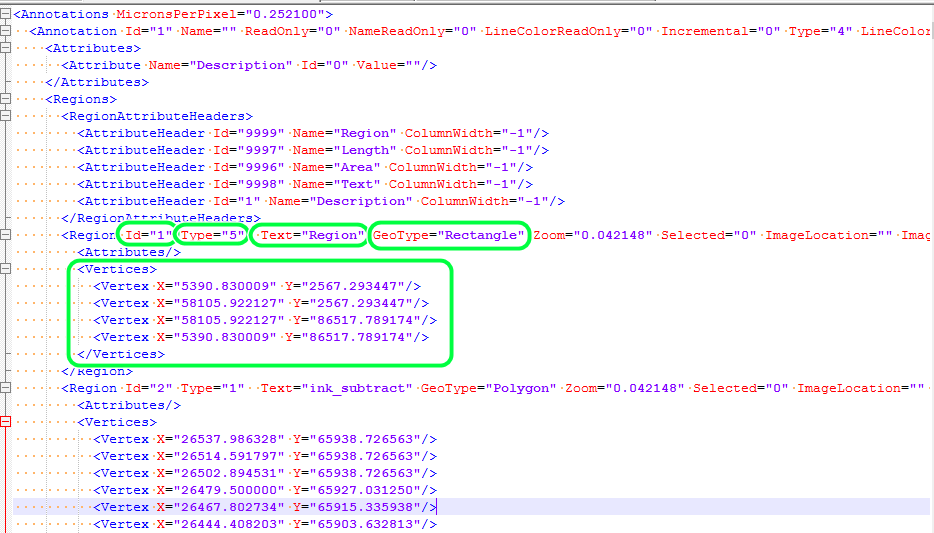 <Annotations MicronsPerPixel="0.252100">
<Annotation Id="1" Name="" ReadOnly="0" NameReadOnly="0" LineColorReadOnly="0" Incremental="0" Type="4" LineColor
<Attributes>
<Attribute Name="Description" Id="0" Value=""/>
</Attributes>
<Regions>
<RegionAttributeHeaders>
<AttributeHeader Id="9999" Name="Region" ColumnWidth="-1"/>
<AttributeHeader Id="9997" Name="Length" ColumnWidth="-1"/>
<AttributeHeader Id="9996" Name="Area" ColumnWidth="-1"/>
<AttributeHeader Id="9998" Name="Text" ColumnWidth="-1"/>
<AttributeHeader Id="1" Name="Description" ColumnWidth="-1"/>
</RegionAttributeHeaders>
<Region Id="1" Type="5" Text="Region" GeoType="Rectangle" Zoom="0.042148" Selected="0" ImageLocation="" Imag
<Attributes/>
<Vertices>
<Vertex X="5390.830009" Y="2567.293447"/>
<Vertex X="58105.922127" Y="2567.293447"/>
<Vertex X="58105.922127" Y="86517.789174"/>
<Vertex X="5390.830009" Y="86517.789174"/>
</Vertices>
</Region>
<Region Id="2" Type="1" Text="ink_subtract" GeoType="Polygon" Zoom="0.042148" Selected="0" ImageLocation=""
<Attributes/>
<Vertices>
<Vertex X="26537.986328" Y="65938.726563"/>
<Vertex X="26514.591797" Y="65938.726563"/>
<Vertex X="26502.894531" Y="65938.726563"/>
<Vertex X="26479.500000" Y="65927.031250"/>
<Vertex X="26467.802734" Y="65915.335938"/>
<Vertex X="26444.408203" Y="65903.632813"/>